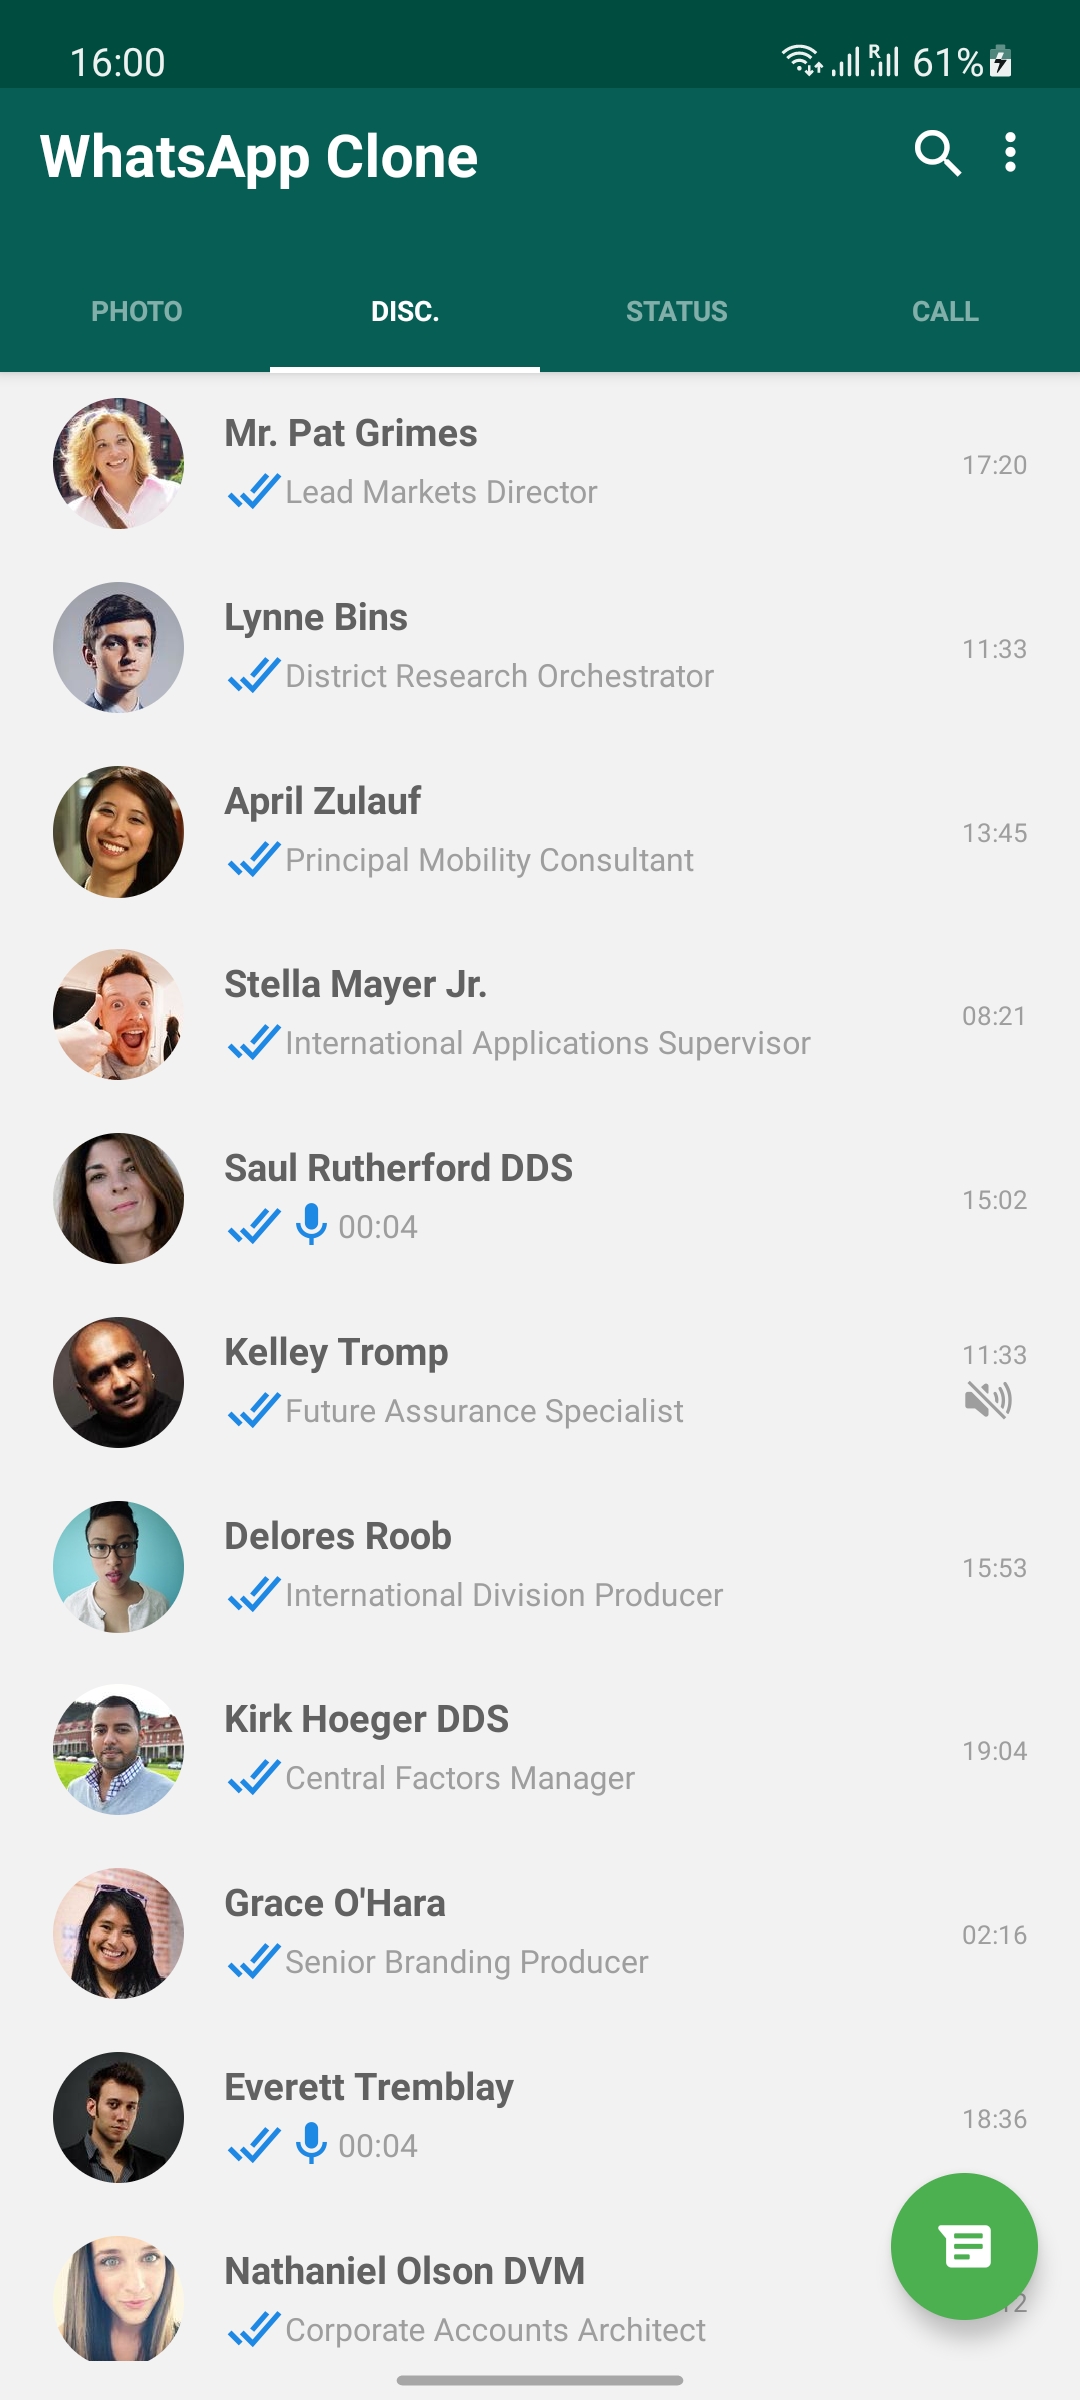 16:00 R 61%
WhatsApp Clone
PHOTO DISC. STATUS CALL
Mr. Pat Grimes
17:20
Lead Markets Director
Lynne Bins
11:33
District Research Orchestrator
April Zulauf
13:45
Principal Mobility Consultant
Stella Mayer Jr.
08:21
International Applications Supervisor
Saul Rutherford DDS
15:02
00:04
Kelley Tromp
11:33
Future Assurance Specialist
Delores Roob
15:53
International Division Producer
Kirk Hoeger DDS
19:04
Central Factors Manager
Grace O'Hara
02:16
Senior Branding Producer
Everett Tremblay
18:36
00:04
Nathaniel Olson DVM
Corporate Accounts Architect